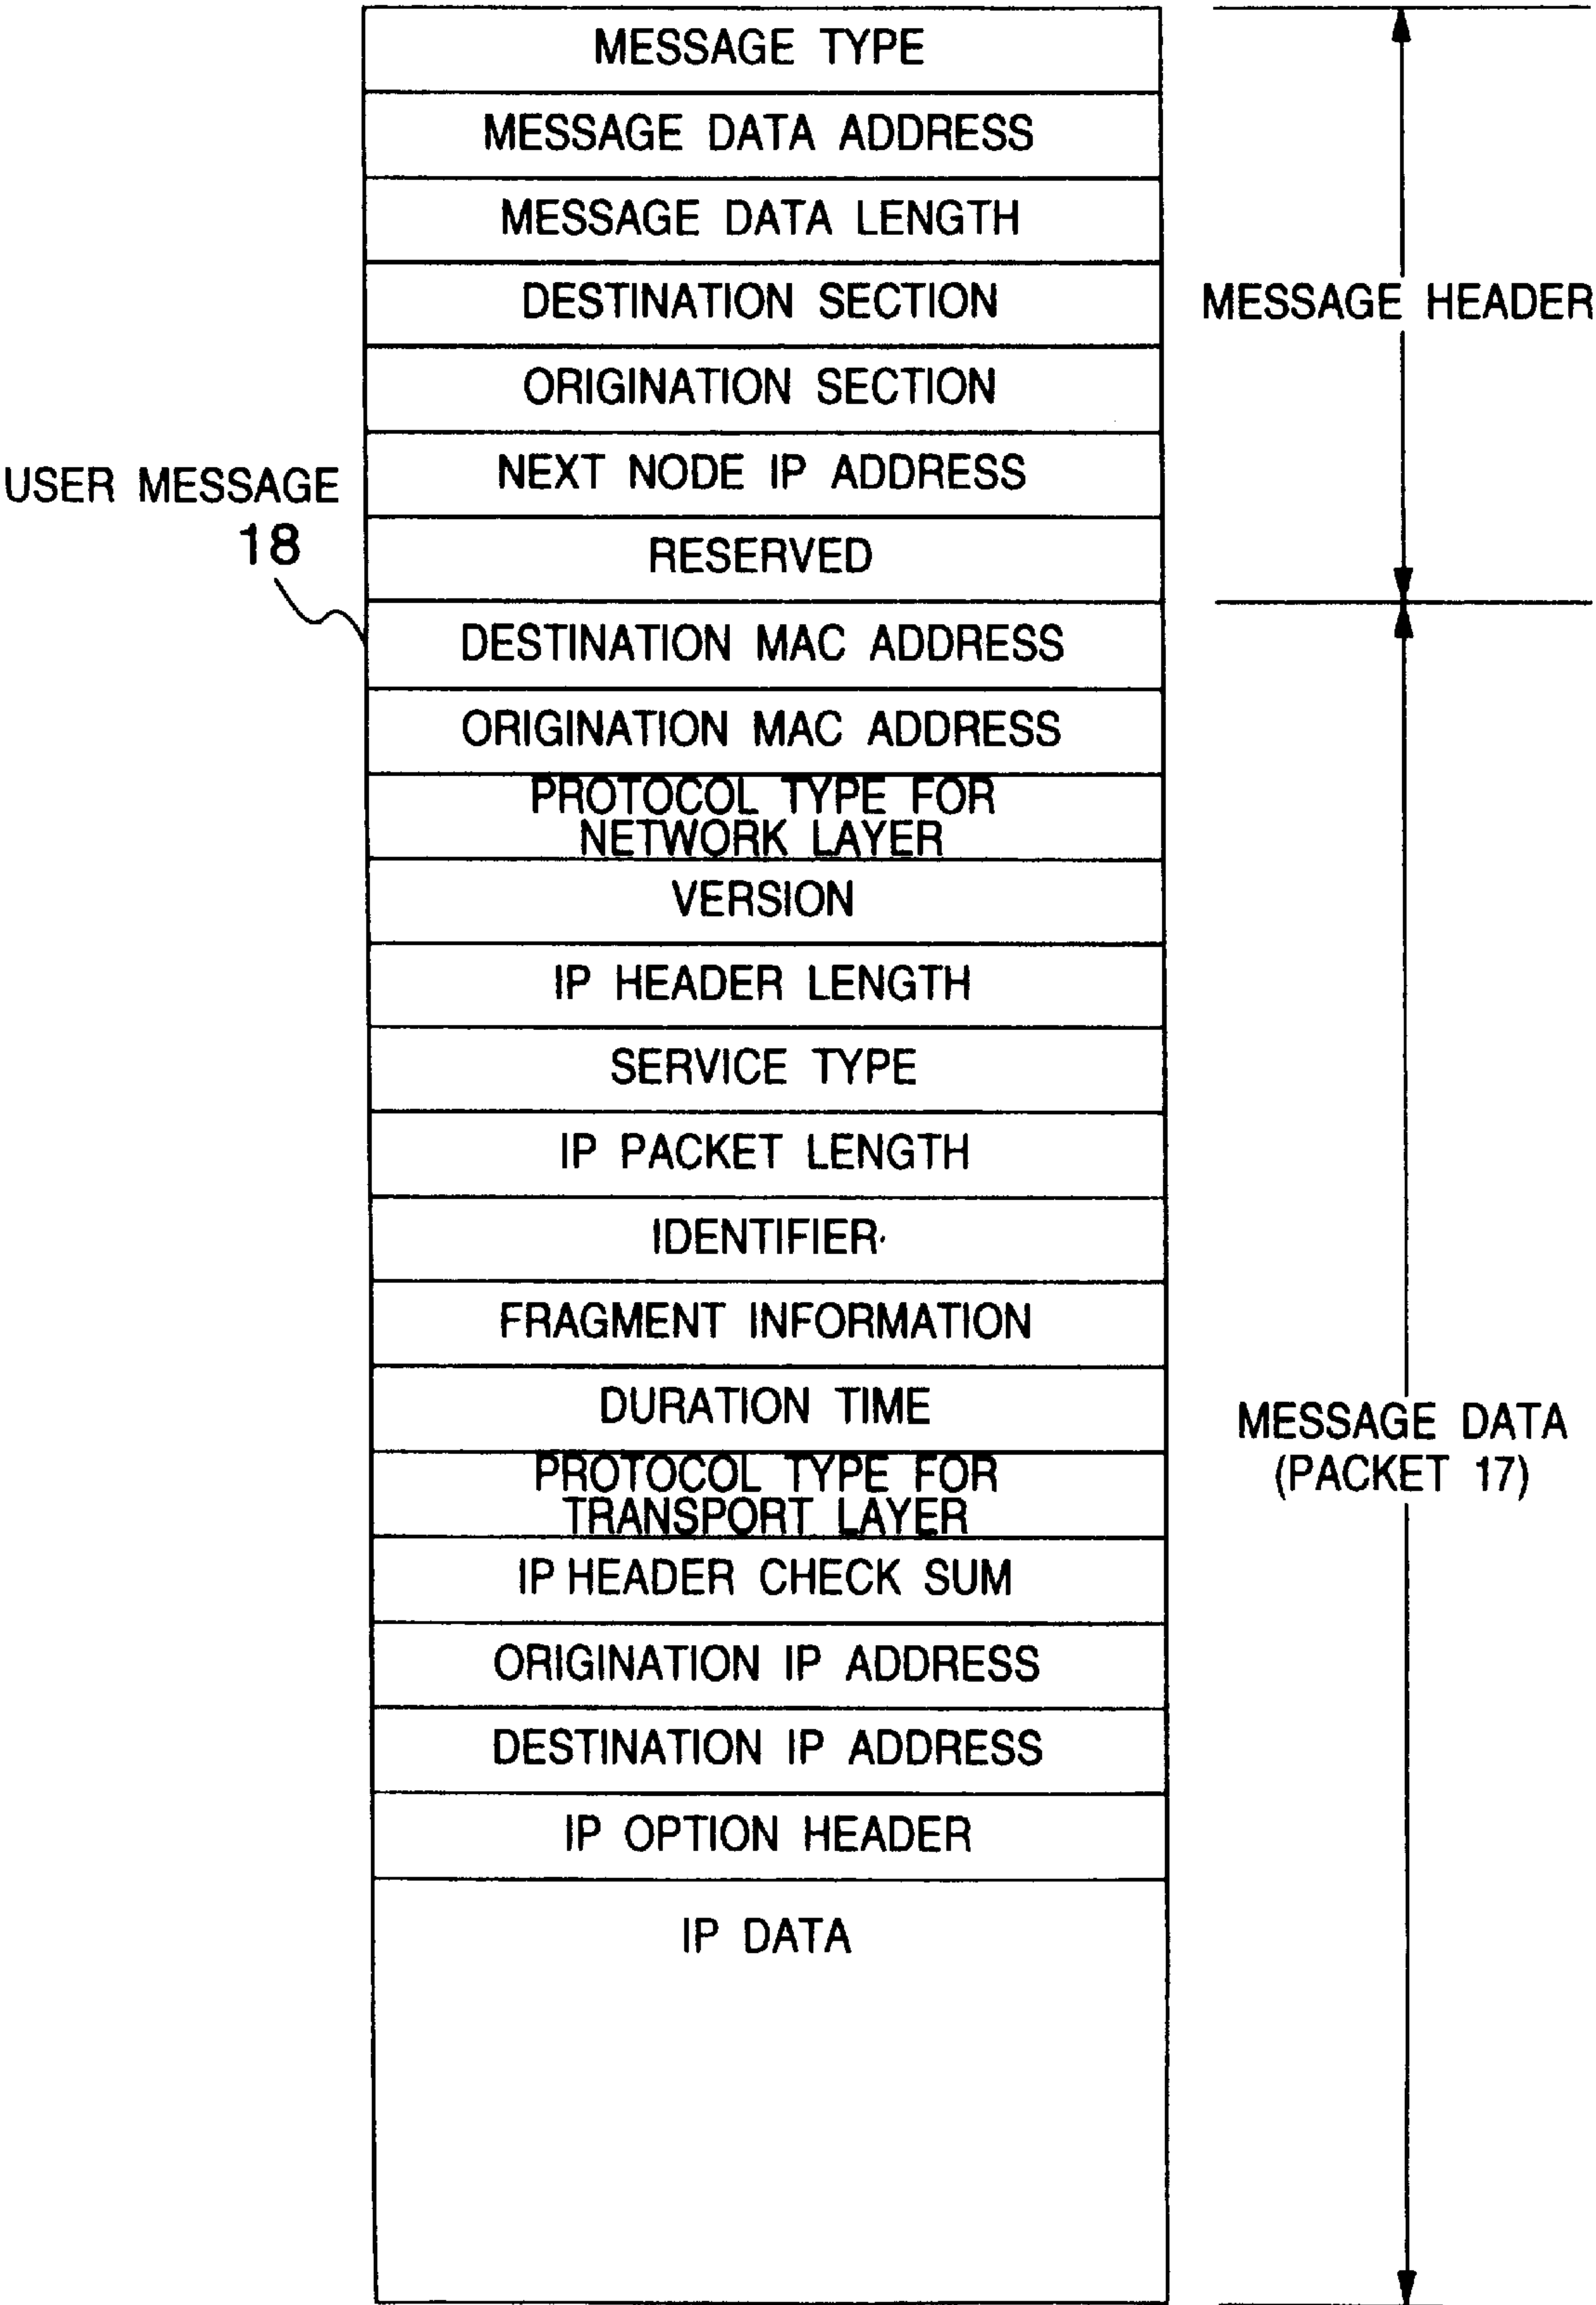 MESSAGE TYPE
MESSAGE DATA ADDRESS
MESSAGE DATA LENGTH
DESTINATION SECTION
ORIGINATION SECTION
NEXT NODE IP ADDRESS
RESERVED
MESSAGE HEADER
USER MESSAGE
18
DESTINATION MAC ADDRESS
ORIGINATION MAC ADDRESS
PROTOCOL TYPE FOR
NETWORK LAYER
VERSION
IP HEADER LENGTH
SERVICE TYPE
IP PACKET LENGTH
IDENTIFIER
FRAGMENT INFORMATION
DURATION TIME
PROTOCOL TYPE FOR
TRANSPORT LAYER
IP HEADER CHECK SUM
ORIGINATION IP ADDRESS
DESTINATION IP ADDRESS
IP OPTION HEADER
IP DATA
MESSAGE DATA
(PACKET 17)